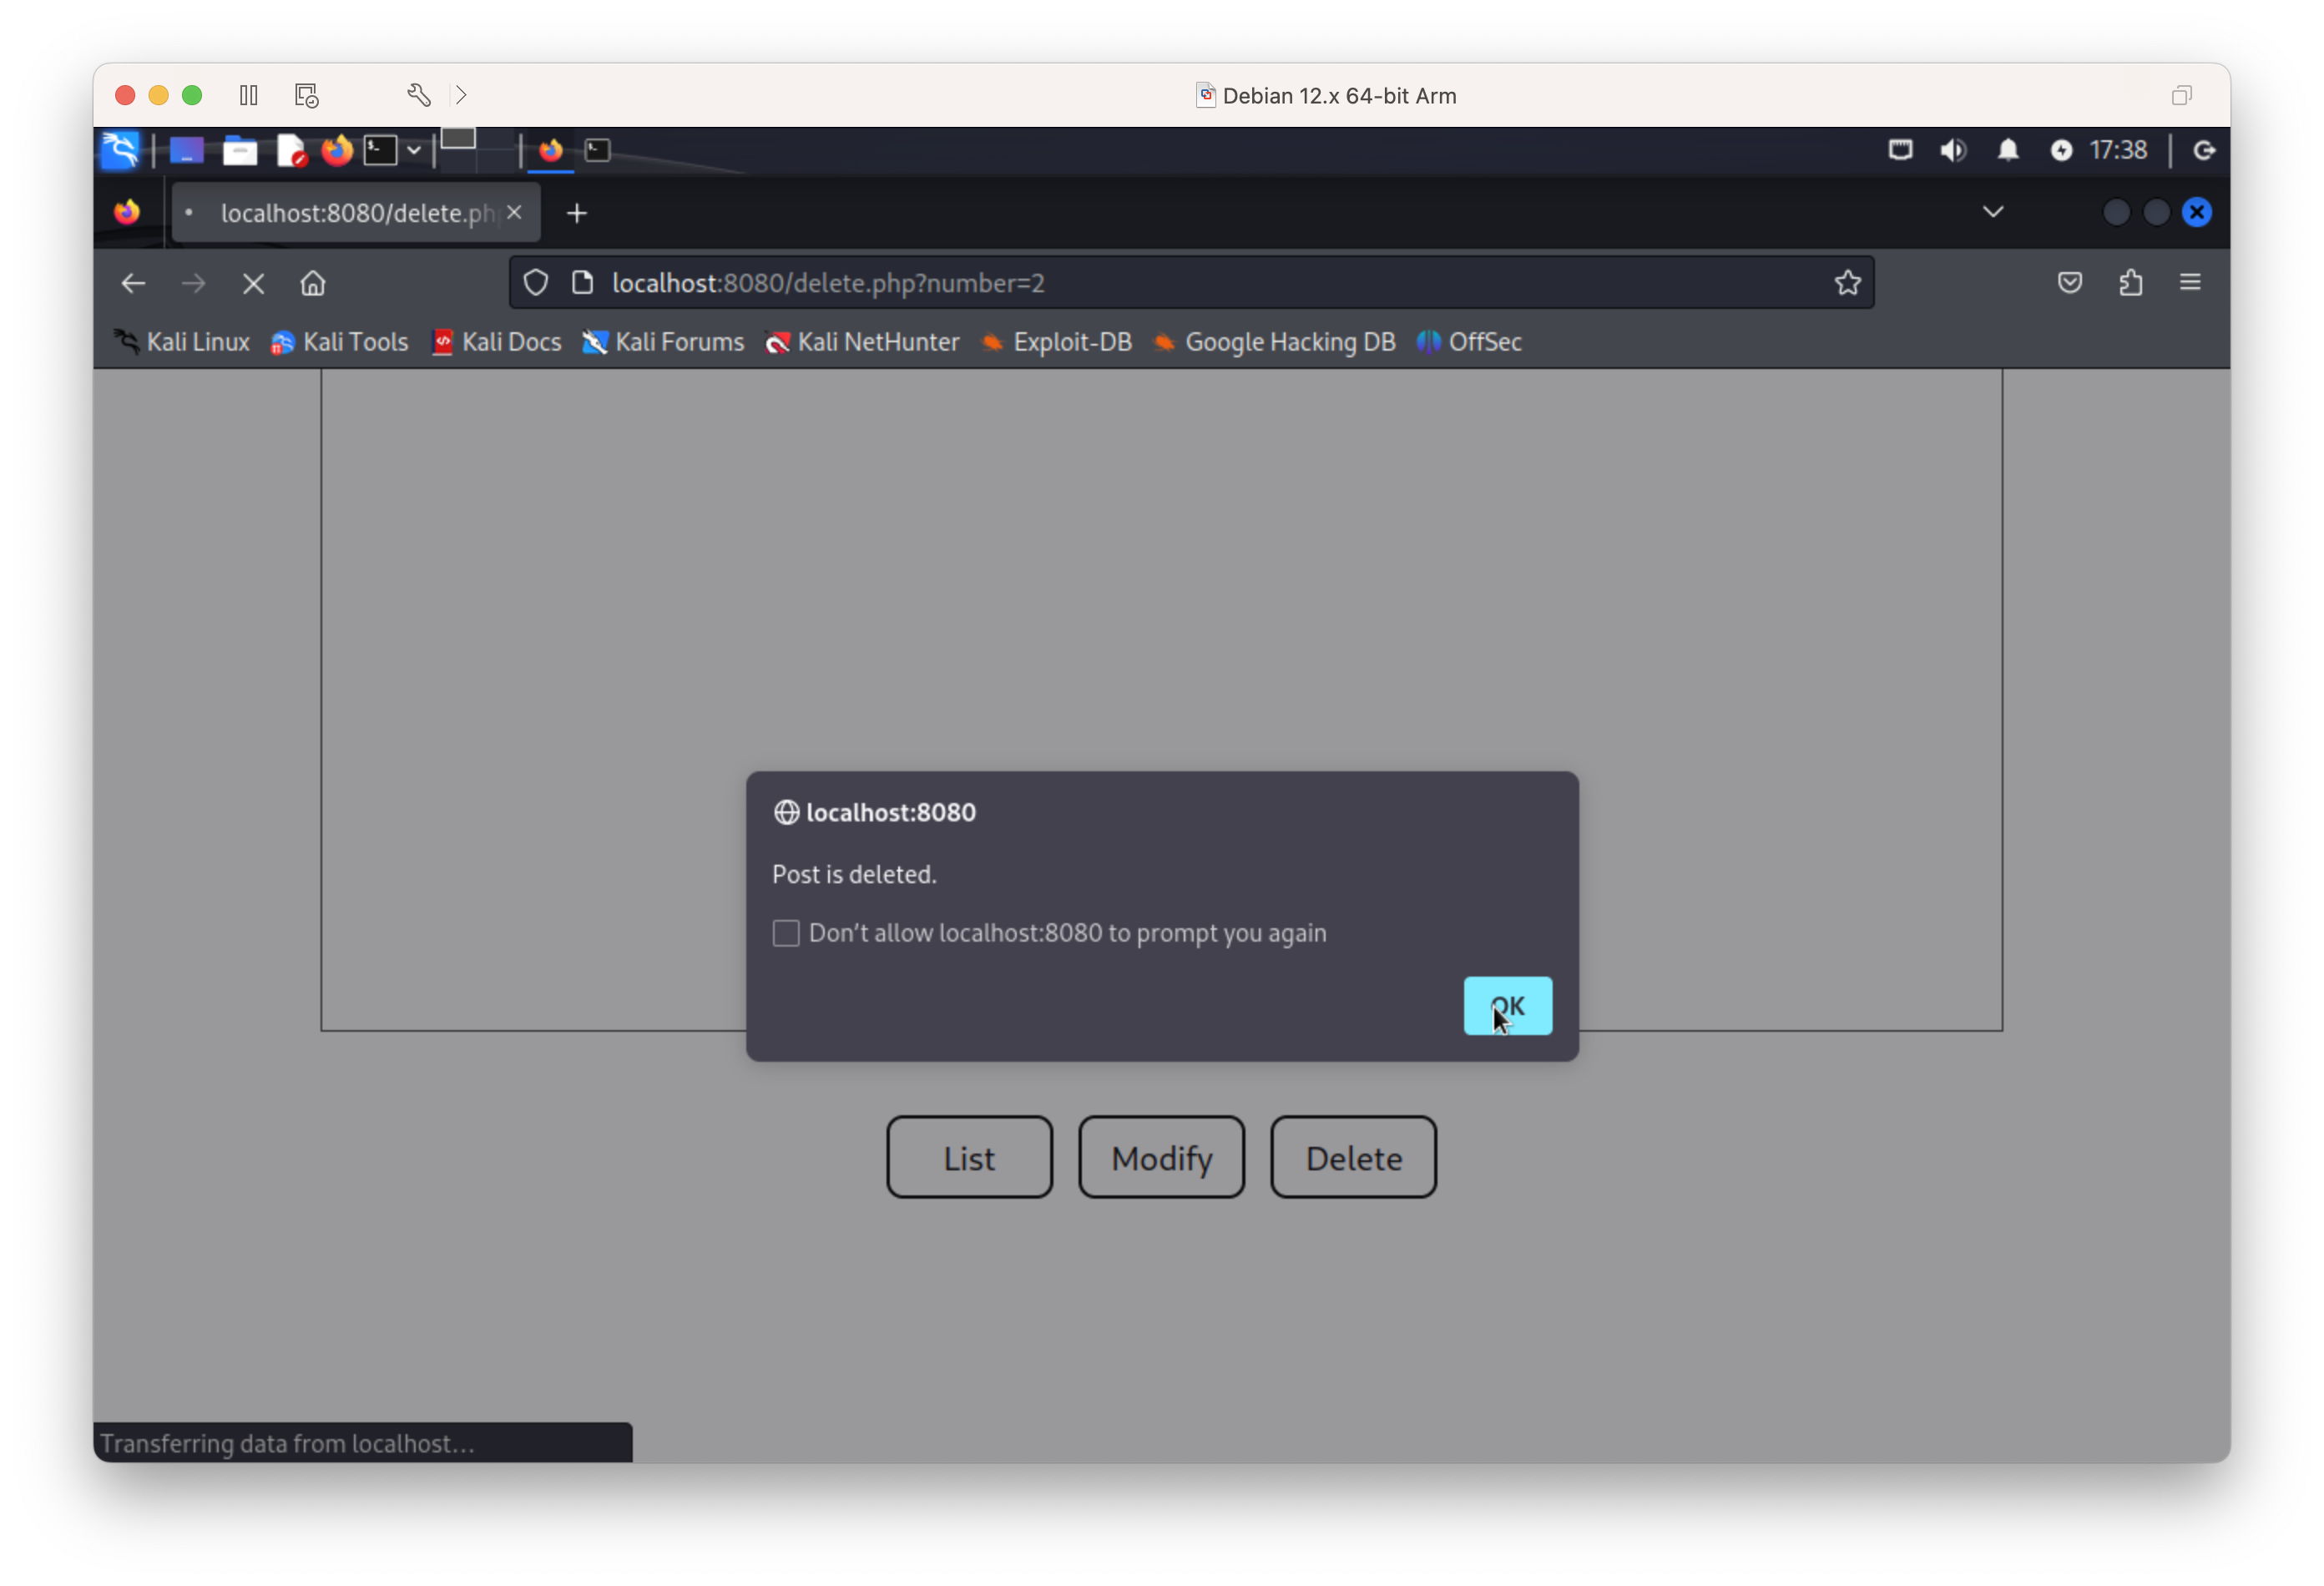 Debian 12.x 64-bit Arm
17:38
localhost:8080/delete.ph
localhost:8080/delete.php?number=2
Kali Linux Kali Tools Kali Docs Kali Forums Kali NetHunter Exploit-DB Google Hacking DB OffSec
localhost:8080
Post is deleted.
Don’t allow localhost:8080 to prompt you again
OK
List Modify Delete
Transferring data from localhost…